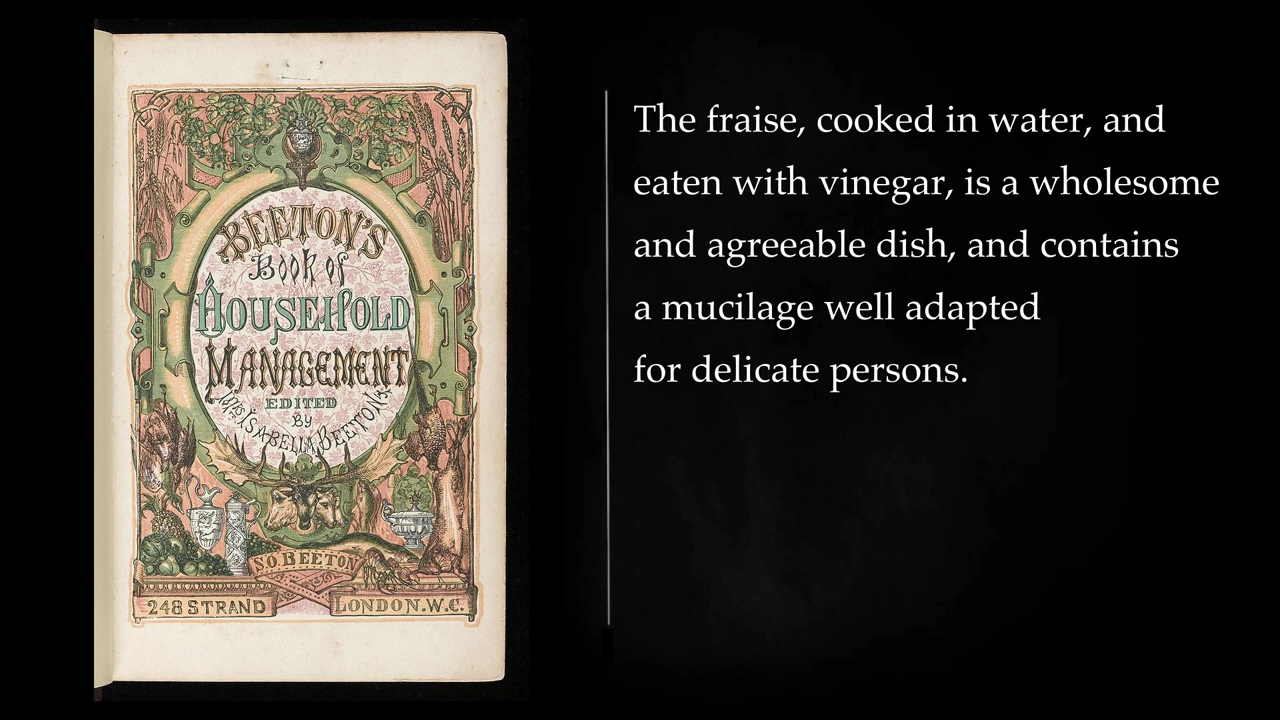 BEETON'S
Book of
HOUSEHOLD
MANAGEMENT
EDITED
By
MRS ISABELLA BEETON
S.O. BEETON
248 STRAND
LONDON. W.C.
The fraise, cooked in water, and
eaten with vinegar, is a wholesome
and agreeable dish, and contains
a mucilage well adapted
for delicate persons.